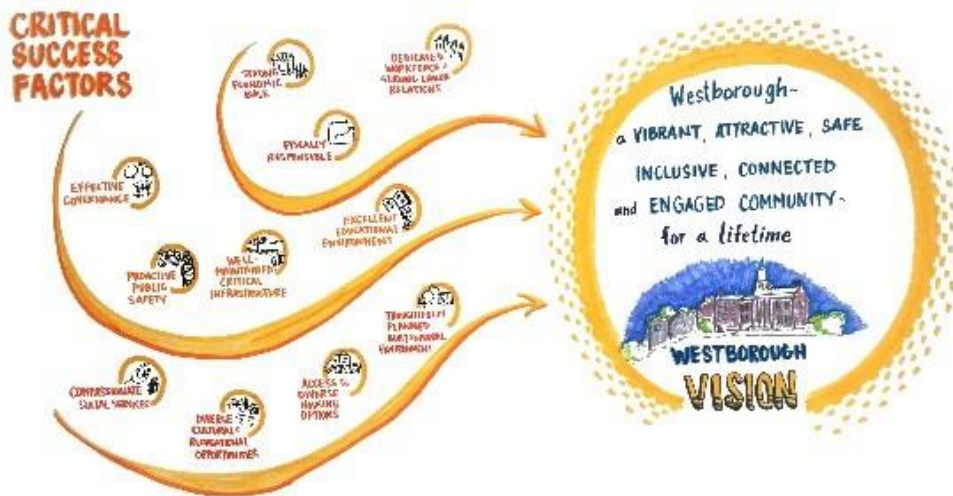 CRITICAL
SUCCESS
FACTORS
STRONG
ECONOMIC
BASE
DEDICATED
WORKFORCE &
STRONG LABOR
RELATIONS
FISCALLY
RESPONSIBLE
EFFECTIVE
GOVERNANCE
EXCELLENT
EDUCATIONAL
ENVIRONMENT
PROACTIVE
PUBLIC
SAFETY
WELL-
MAINTAINED
CRITICAL
INFRASTRUCTURE
THOUGHTFULLY
PLANNED
ENVIRONMENT
COMPASSIONATE
SOCIAL SERVICES
DIVERSE
CULTURAL &
RECREATIONAL
OPPORTUNITIES
ACCESS to
DIVERSE
HOUSING
OPTIONS
Westborough-
a VIBRANT, ATTRACTIVE, SAFE
INCLUSIVE, CONNECTED
and ENGAGED COMMUNITY-
for a lifetime
WESTBOROUGH
VISION